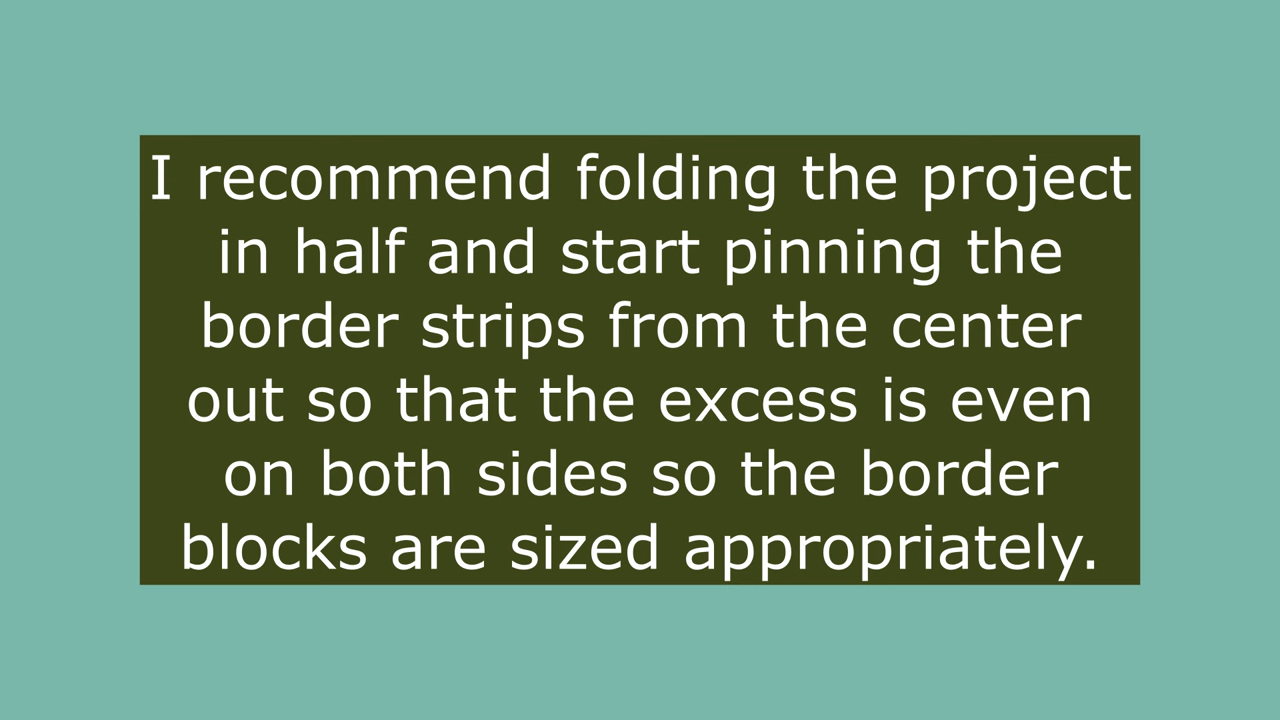 I recommend folding the project
in half and start pinning the
border strips from the center
out so that the excess is even
on both sides so the border
blocks are sized appropriately.